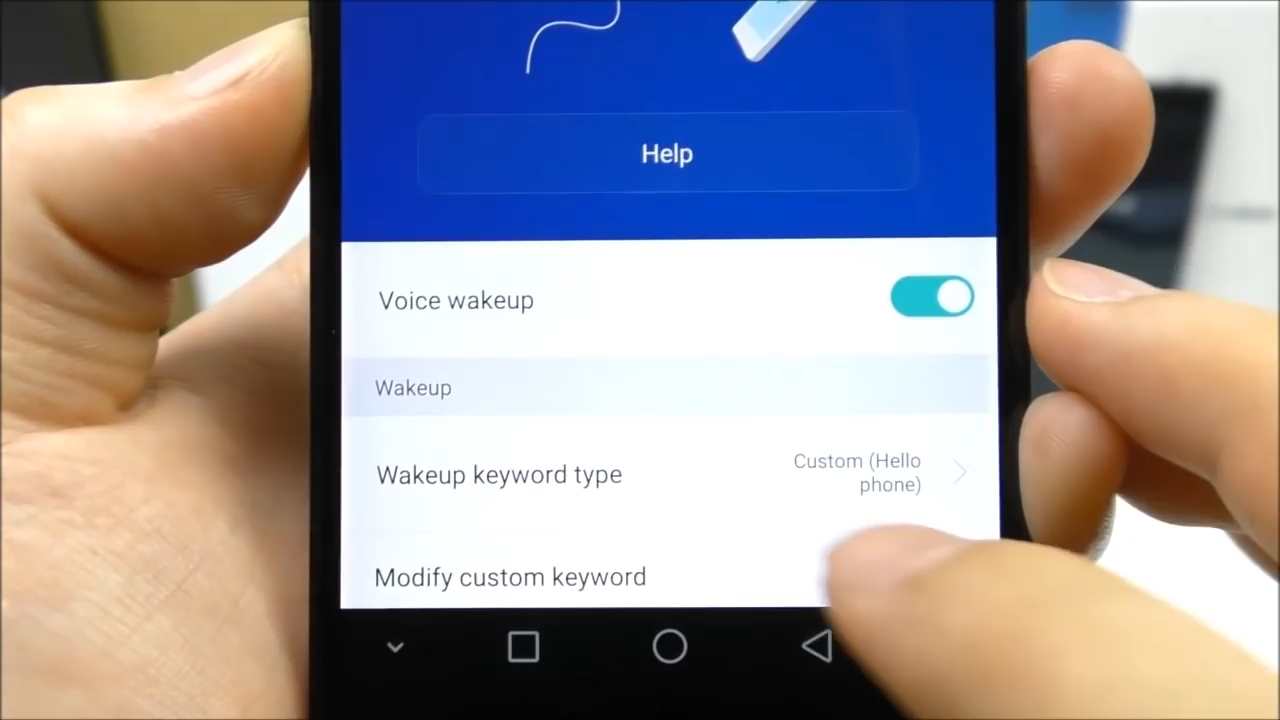 Help
Voice wakeup
Wakeup
Wakeup keyword type
Custom (Hello
phone)
Modify custom keyword